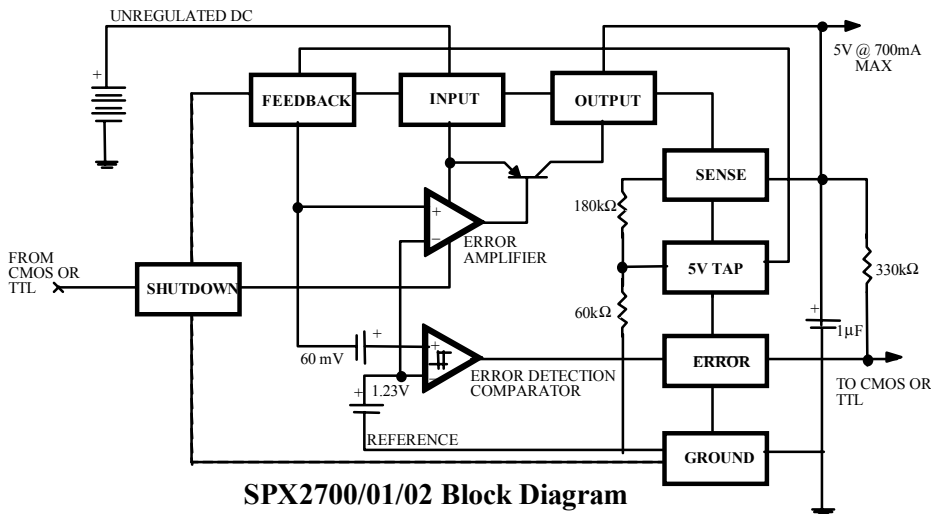 UNREGULATED DC
5V @ 700mA
MAX
+
FEEDBACK
INPUT
OUTPUT
SENSE
180kΩ
+
−
ERROR
AMPLIFIER
FROM
CMOS OR
TTL
SHUTDOWN
5V TAP
330kΩ
60kΩ
+
1µF
60 mV
+
+
−
ERROR
1.23V
ERROR DETECTION
COMPARATOR
TO CMOS OR
TTL
+
REFERENCE
GROUND
SPX2700/01/02 Block Diagram